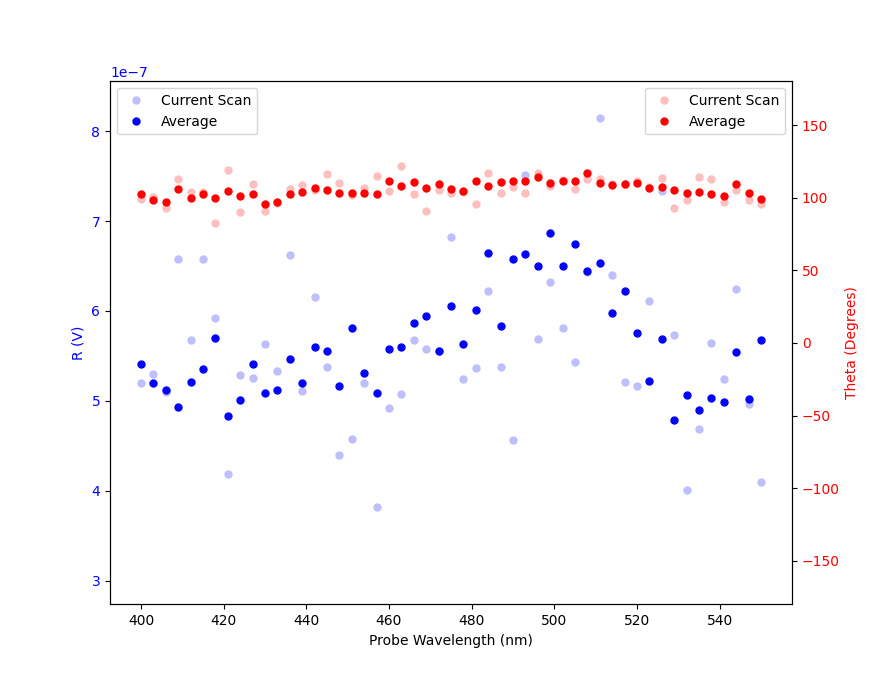 1e−7
Current Scan
Average
Current Scan
Average
8
7
6
5
4
3
R (V)
150
100
50
0
−50
−100
−150
Theta (Degrees)
400 420 440 460 480 500 520 540
Probe Wavelength (nm)